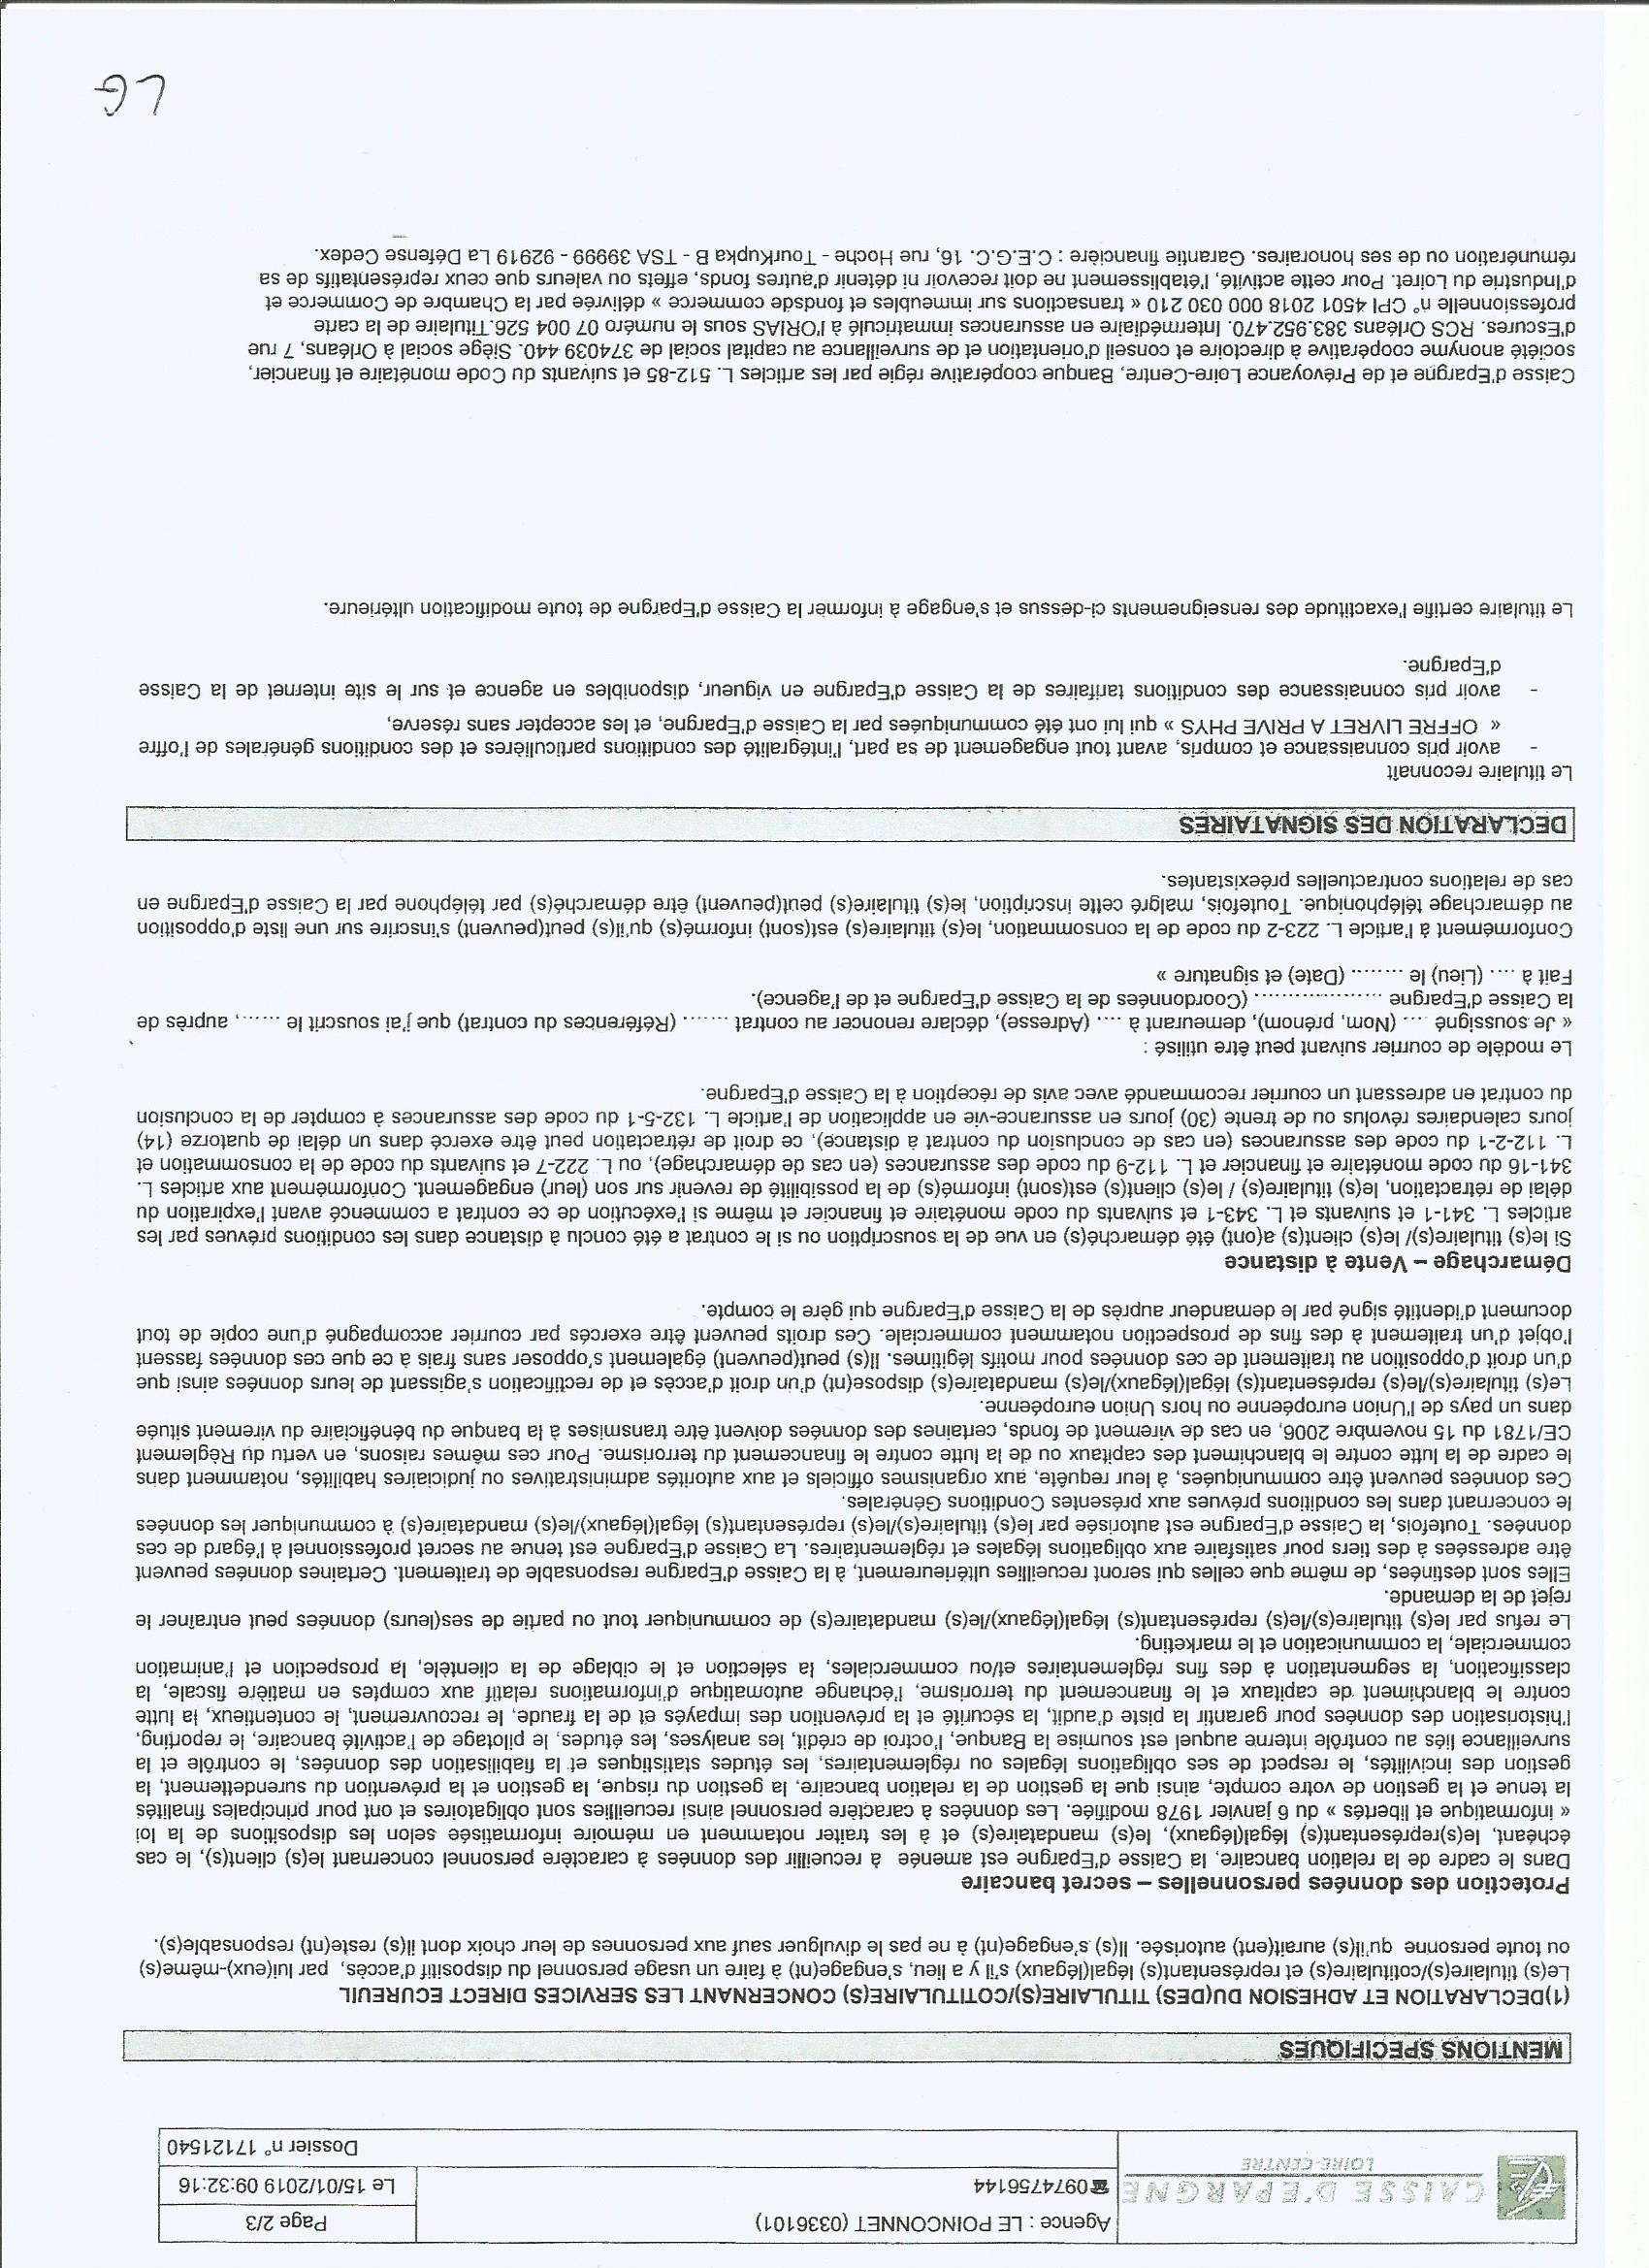 CAISSE D'EPARGNE
LOIRE-CENTRE
Agence : LE POINCONNET (0336101)
☎0974756144
Page 2/3
Le 15/01/2019 09:32:16
Dossier n° 17121540
MENTIONS SPECIFIQUES
(1)DECLARATION ET ADHESION DU(DES) TITULAIRE(S)/COTITULAIRE(S) CONCERNANT LES SERVICES DIRECT ECUREUIL
Le(s) titulaire(s)/cotitulaire(s) et représentant(s) légal(légaux) s'il y a lieu, s'engage(nt) à faire un usage personnel du dispositif d'accès, par lui(eux)-même(s)
ou toute personne qu'il(s) aurait(ent) autorisée. Il(s) s'engage(nt) à ne pas le divulguer sauf aux personnes de leur choix dont il(s) reste(nt) responsable(s).
Protection des données personnelles – secret bancaire
Dans le cadre de la relation bancaire, la Caisse d'Epargne est amenée à recueillir des données à caractère personnel concernant le(s) client(s), le cas
échéant, le(s)représentant(s) légal(légaux), le(s) mandataire(s) et à les traiter notamment en mémoire informatisée selon les dispositions de la loi
« informatique et libertés » du 6 janvier 1978 modifiée. Les données à caractère personnel ainsi recueillies sont obligatoires et ont pour principales finalités
la tenue et la gestion de votre compte, ainsi que la gestion de la relation bancaire, la gestion du risque, la gestion et la prévention du surendettement, la
gestion des incivilités, le respect de ses obligations légales ou réglementaires, les études statistiques et la fiabilisation des données, le contrôle et la
surveillance liés au contrôle interne auquel est soumise la Banque, l'octroi de crédit, les analyses, les études, le pilotage de l'activité bancaire, le reporting,
l'historisation des données pour garantir la piste d'audit, la sécurité et la prévention des impayés et de la fraude, le recouvrement, le contentieux, la lutte
contre le blanchiment de capitaux et le financement du terrorisme, l'échange automatique d'informations relatif aux comptes en matière fiscale, la
classification, la segmentation à des fins réglementaires et/ou commerciales, la sélection et le ciblage de la clientèle, la prospection et l'animation
commerciale, la communication et le marketing.
Le refus par le(s) titulaire(s)/le(s) représentant(s) légal(légaux)/le(s) mandataire(s) de communiquer tout ou partie de ses(leurs) données peut entraîner le
rejet de la demande.
Elles sont destinées, de même que celles qui seront recueillies ultérieurement, à la Caisse d'Epargne responsable de traitement. Certaines données peuvent
être adressées à des tiers pour satisfaire aux obligations légales et réglementaires. La Caisse d'Epargne est tenue au secret professionnel à l'égard de ces
données. Toutefois, la Caisse d'Epargne est autorisée par le(s) titulaire(s)/le(s) représentant(s) légal(légaux)/le(s) mandataire(s) à communiquer les données
le concernant dans les conditions prévues aux présentes Conditions Générales.
Ces données peuvent être communiquées, à leur requête, aux organismes officiels et aux autorités administratives ou judiciaires habilités, notamment dans
le cadre de la lutte contre le blanchiment des capitaux ou de la lutte contre le financement du terrorisme. Pour ces mêmes raisons, en vertu du Règlement
CE/1781 du 15 novembre 2006, en cas de virement de fonds, certaines des données doivent être transmises à la banque du bénéficiaire du virement située
dans un pays de l'Union européenne ou hors Union européenne.
Le(s) titulaire(s)/le(s) représentant(s) légal(légaux)/le(s) mandataire(s) dispose(nt) d'un droit d'accès et de rectification s'agissant de leurs données ainsi que
d'un droit d'opposition au traitement de ces données pour motifs légitimes. Il(s) peut(peuvent) également s'opposer sans frais à ce que ces données fassent
l'objet d'un traitement à des fins de prospection notamment commerciale. Ces droits peuvent être exercés par courrier accompagné d'une copie de tout
document d'identité signé par le demandeur auprès de la Caisse d'Epargne qui gère le compte.
Démarchage – Vente à distance
Si le(s) titulaire(s)/ le(s) client(s) a(ont) été démarché(s) en vue de la souscription ou si le contrat a été conclu à distance dans les conditions prévues par les
articles L. 341-1 et suivants et L. 343-1 et suivants du code monétaire et financier et même si l'exécution de ce contrat a commencé avant l'expiration du
délai de rétractation, le(s) titulaire(s) / le(s) client(s) est(sont) informé(s) de la possibilité de revenir sur son (leur) engagement. Conformément aux articles L.
341-16 du code monétaire et financier et L. 112-9 du code des assurances (en cas de démarchage), ou L. 222-7 et suivants du code de la consommation et
L. 112-2-1 du code des assurances (en cas de conclusion du contrat à distance), ce droit de rétractation peut être exercé dans un délai de quatorze (14)
jours calendaires révolus ou de trente (30) jours en assurance-vie en application de l'article L. 132-5-1 du code des assurances à compter de la conclusion
du contrat en adressant un courrier recommandé avec avis de réception à la Caisse d'Epargne.
Le modèle de courrier suivant peut être utilisé :
« Je soussigné .... (Nom, prénom), demeurant à .... (Adresse), déclare renoncer au contrat ....... (Références du contrat) que j'ai souscrit le ......, auprès de
la Caisse d'Epargne .................. (Coordonnées de la Caisse d'Epargne et de l'agence).
Fait à .... (Lieu) le ........ (Date) et signature »
Conformément à l'article L. 223-2 du code de la consommation, le(s) titulaire(s) est(sont) informé(s) qu'il(s) peut(peuvent) s'inscrire sur une liste d'opposition
au démarchage téléphonique. Toutefois, malgré cette inscription, le(s) titulaire(s) peut(peuvent) être démarché(s) par téléphone par la Caisse d'Epargne en
cas de relations contractuelles préexistantes.
DECLARATION DES SIGNATAIRES
Le titulaire reconnaît
- avoir pris connaissance et compris, avant tout engagement de sa part, l'intégralité des conditions particulières et des conditions générales de l'offre
« OFFRE LIVRET A PRIVE PHYS » qui lui ont été communiquées par la Caisse d'Epargne, et les accepter sans réserve,
- avoir pris connaissance des conditions tarifaires de la Caisse d'Epargne en vigueur, disponibles en agence et sur le site internet de la Caisse
d'Epargne.
Le titulaire certifie l'exactitude des renseignements ci-dessus et s'engage à informer la Caisse d'Epargne de toute modification ultérieure.
Caisse d'Epargne et de Prévoyance Loire-Centre, Banque coopérative régie par les articles L. 512-85 et suivants du Code monétaire et financier,
société anonyme coopérative à directoire et conseil d'orientation et de surveillance au capital social de 374039 440. Siège social à Orléans, 7 rue
d'Escures. RCS Orléans 383.952.470. Intermédiaire en assurances immatriculé à l'ORIAS sous le numéro 07 004 526.Titulaire de la carte
professionnelle n° CPI 4501 2018 000 030 210 « transactions sur immeubles et fondsde commerce » délivrée par la Chambre de Commerce et
d'Industrie du Loiret. Pour cette activité, l'établissement ne doit recevoir ni détenir d'autres fonds, effets ou valeurs que ceux représentatifs de sa
rémunération ou de ses honoraires. Garantie financière : C.E.G.C. 16, rue Hoche - TourKupka B - TSA 39999 - 92919 La Défense Cedex.
LG